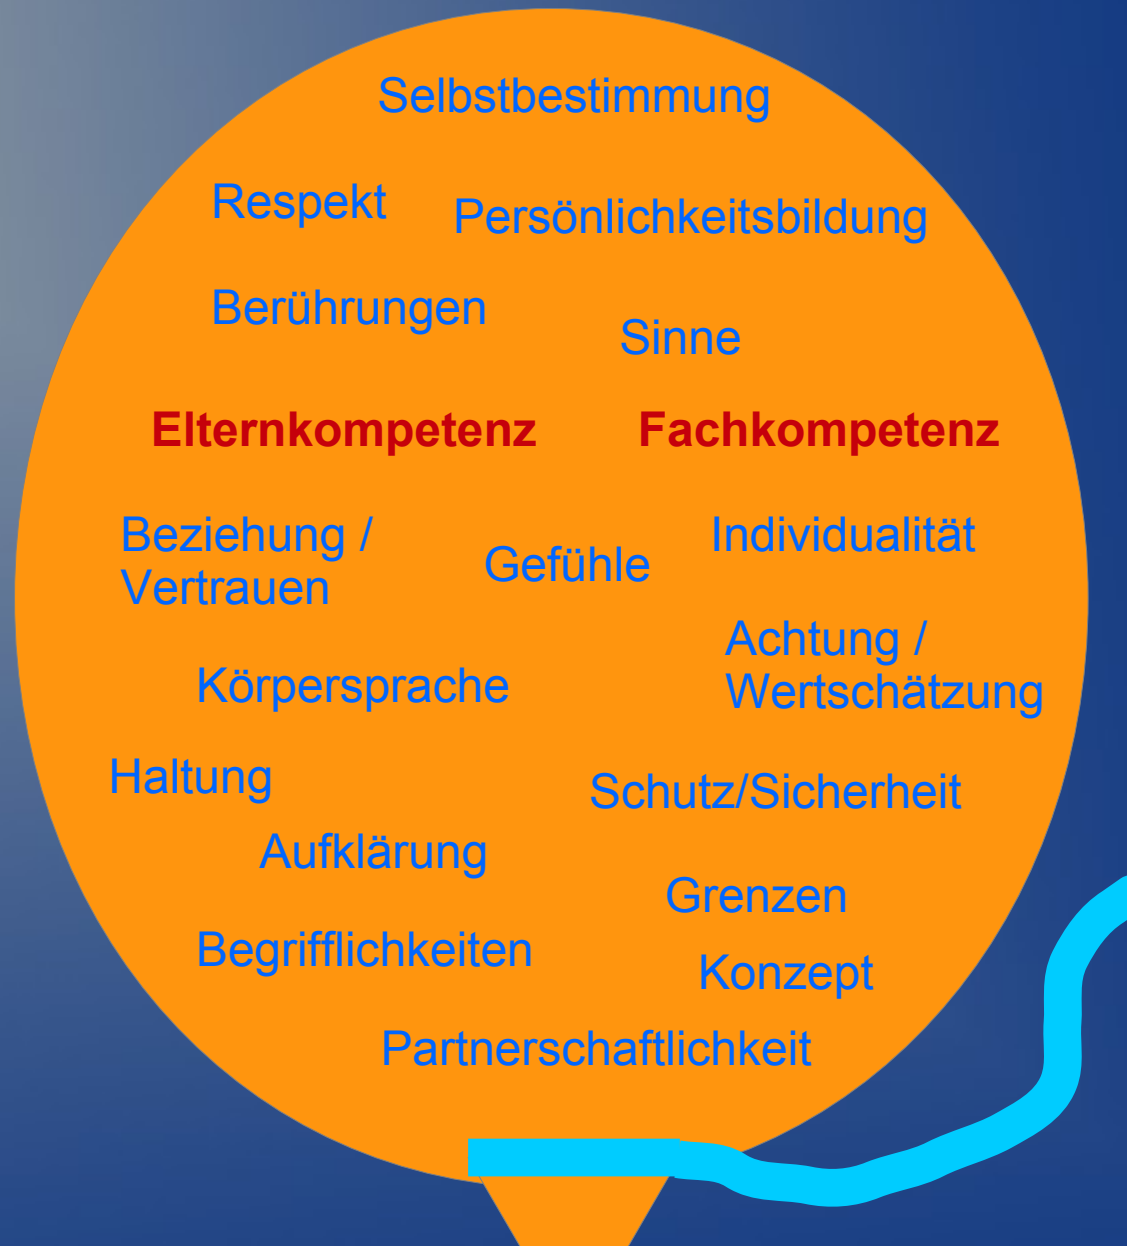 Selbstbestimmung
Respekt
Persönlichkeitsbildung
Berührungen
Sinne
Elternkompetenz
Fachkompetenz
Beziehung /
Vertrauen
Gefühle
Individualität
Achtung /
Wertschätzung
Körpersprache
Haltung
Schutz/Sicherheit
Aufklärung
Grenzen
Begrifflichkeiten
Konzept
Partnerschaftlichkeit